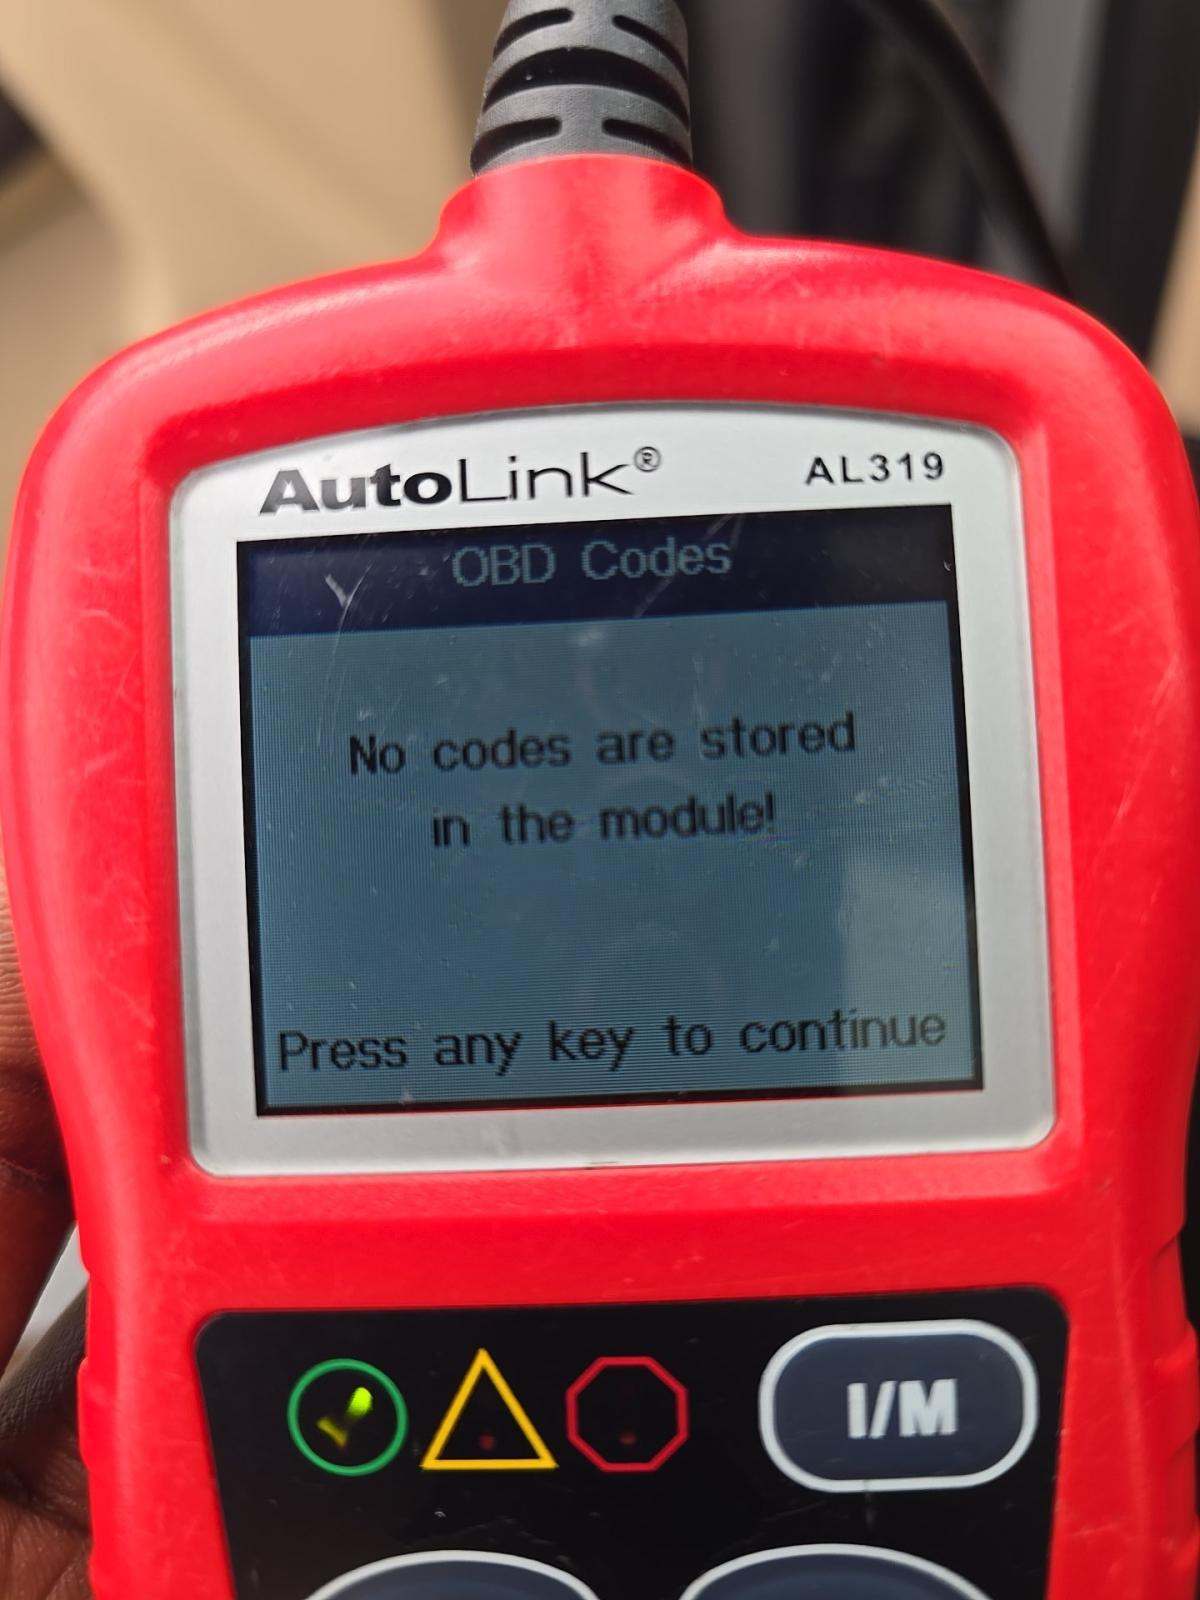 AutoLink® AL319
OBD Codes
No codes are stored
in the module!
Press any key to continue
I/M